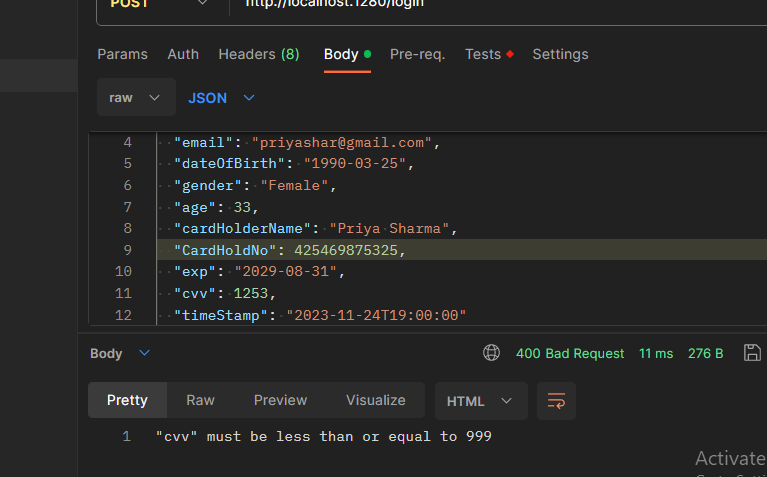 POST http://localhost:1280/login
Params Auth Headers (8) Body Pre-req. Tests Settings
raw JSON
4 "email": "priyashar@gmail.com",
5 "dateOfBirth": "1990-03-25",
6 "gender": "Female",
7 "age": 33,
8 "cardHolderName": "Priya Sharma",
9 "CardHoldNo": 425469875325,
10 "exp": "2029-08-31",
11 "cvv": 1253,
12 "timeStamp": "2023-11-24T19:00:00"
Body 400 Bad Request 11 ms 276 B
Pretty Raw Preview Visualize HTML
1 "cvv" must be less than or equal to 999
Activate